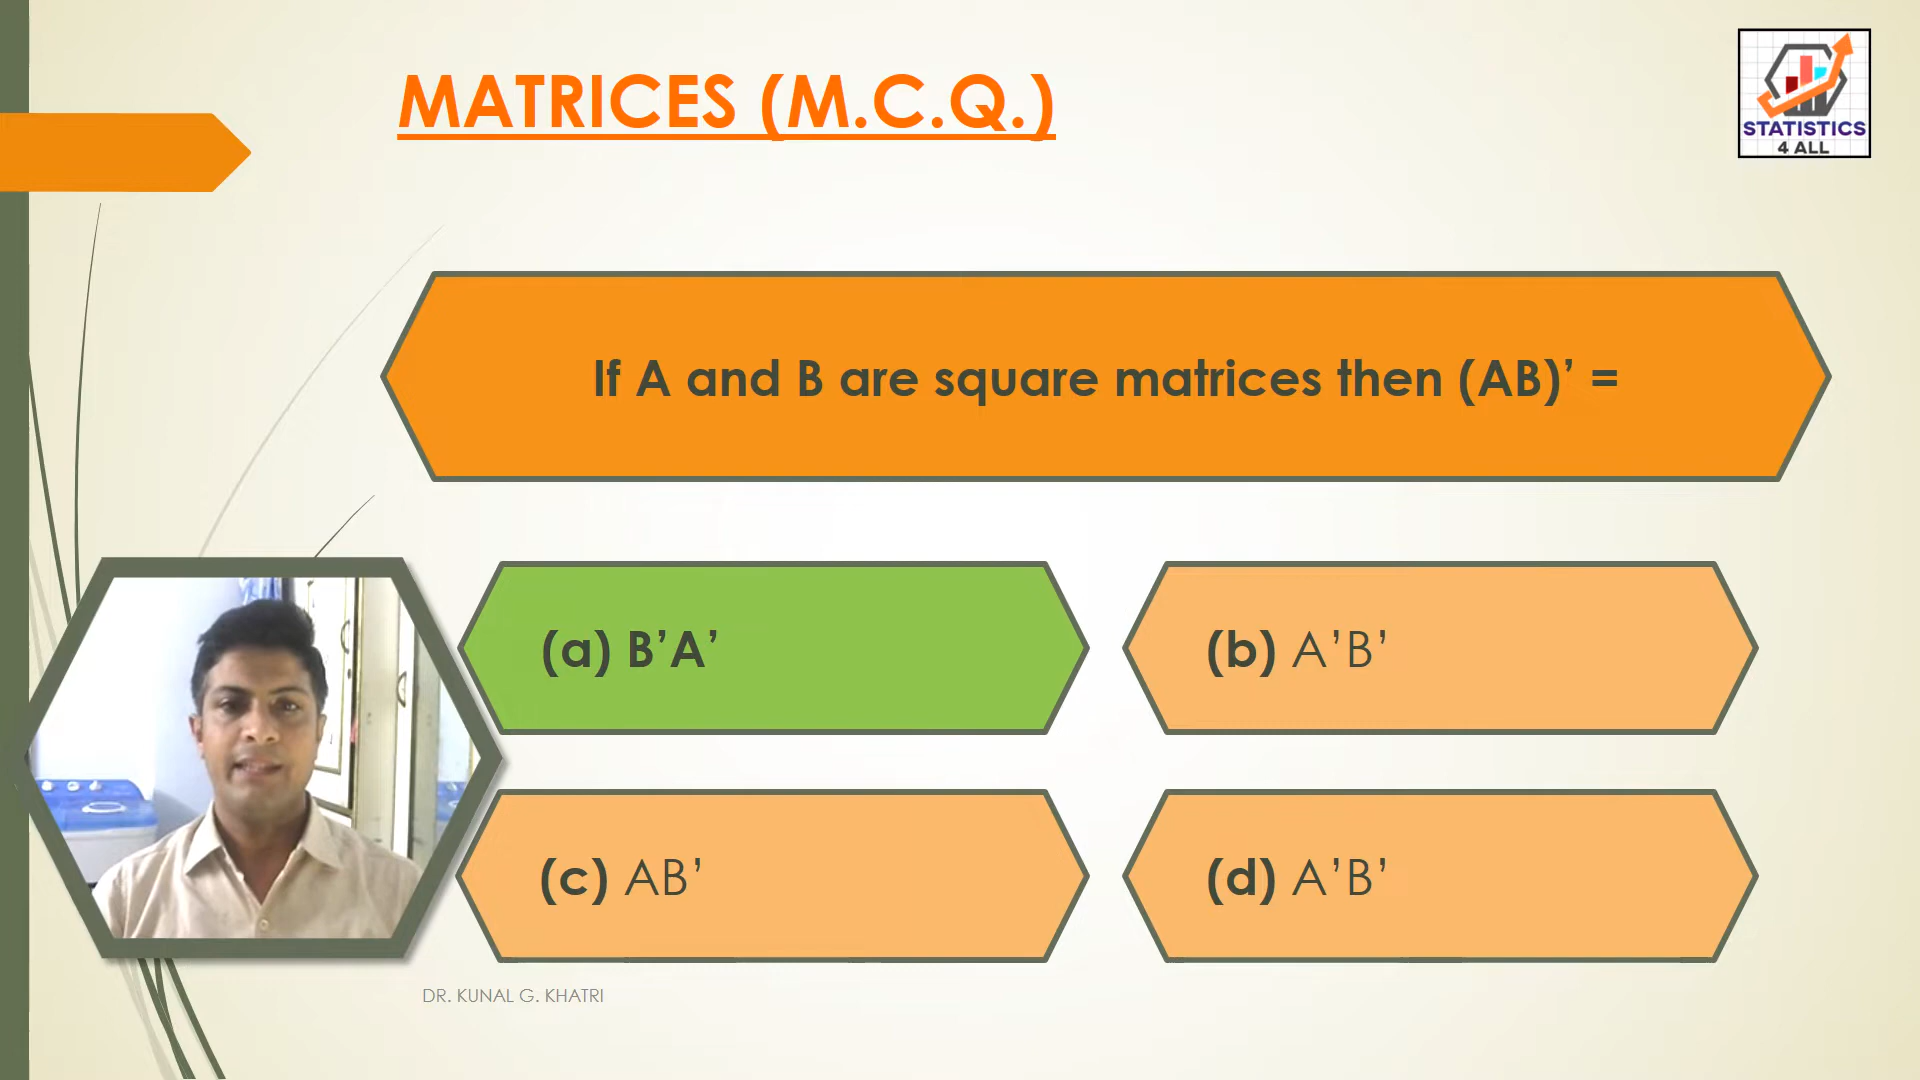 MATRICES (M.C.Q.)
STATISTICS
4 ALL
If A and B are square matrices then (AB)’ =
(a) B’A’
(b) A’B’
(c) AB’
(d) A’B’
DR. KUNAL G. KHATRI